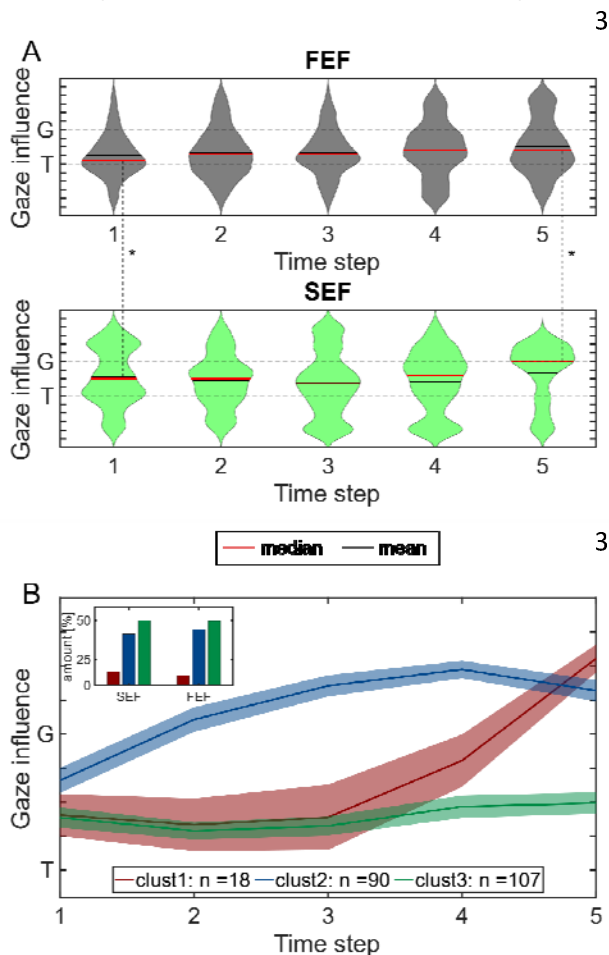 3
A
FEF
Gaze influence
G
T
1 2 3 4 5
Time step
*
*
SEF
Gaze influence
G
T
1 2 3 4 5
Time step
median mean
3
B
amount [%]
50
25
0
SEF FEF
Gaze influence
G
T
clust1: n =18 clust2: n =90 clust3: n =107
1 2 3 4 5
Time step